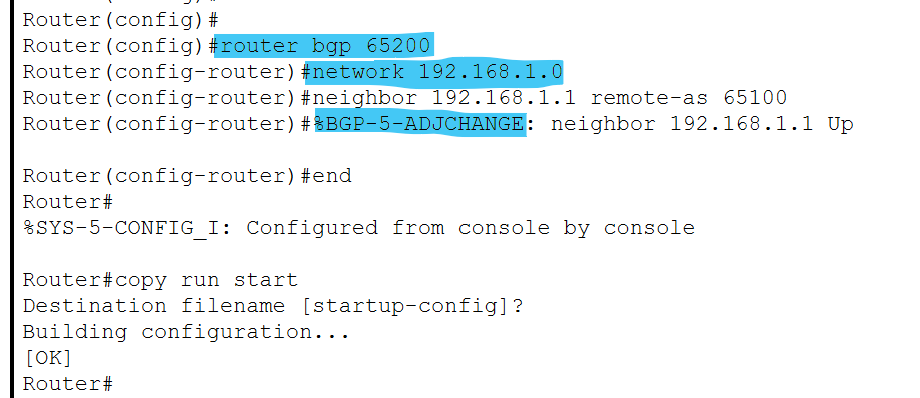 Router(config)#
Router(config)#router bgp 65200
Router(config-router)#network 192.168.1.0
Router(config-router)#neighbor 192.168.1.1 remote-as 65100
Router(config-router)#%BGP-5-ADJCHANGE: neighbor 192.168.1.1 Up
Router(config-router)#end
Router#
%SYS-5-CONFIG_I: Configured from console by console
Router#copy run start
Destination filename [startup-config]?
Building configuration...
[OK]
Router#